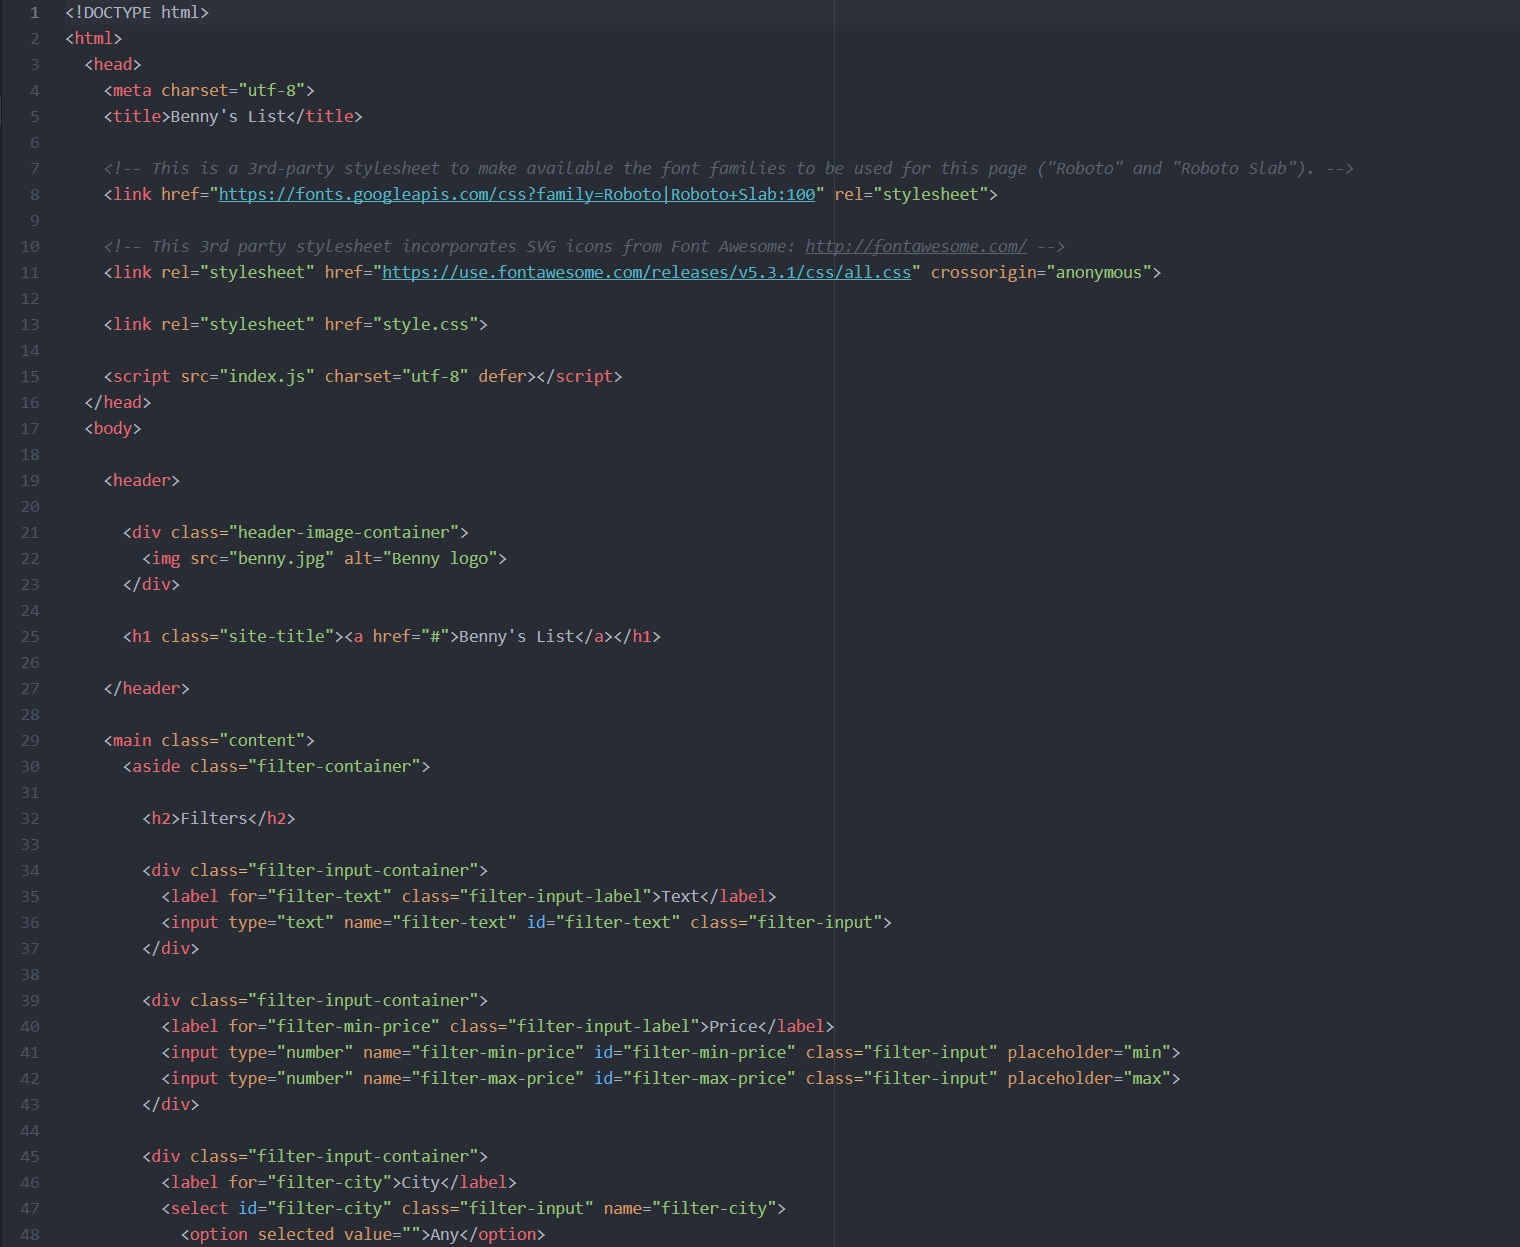 1 <!DOCTYPE html>
2 <html>
3   <head>
4     <meta charset="utf-8">
5     <title>Benny's List</title>
6
7     <!-- This is a 3rd-party stylesheet to make available the font families to be used for this page ("Roboto" and "Roboto Slab"). -->
8     <link href="https://fonts.googleapis.com/css?family=Roboto|Roboto+Slab:100" rel="stylesheet">
9
10     <!-- This 3rd party stylesheet incorporates SVG icons from Font Awesome: http://fontawesome.com/ -->
11     <link rel="stylesheet" href="https://use.fontawesome.com/releases/v5.3.1/css/all.css" crossorigin="anonymous">
12
13     <link rel="stylesheet" href="style.css">
14
15     <script src="index.js" charset="utf-8" defer></script>
16   </head>
17   <body>
18
19     <header>
20
21       <div class="header-image-container">
22         <img src="benny.jpg" alt="Benny logo">
23       </div>
24
25       <h1 class="site-title"><a href="#">Benny's List</a></h1>
26
27     </header>
28
29     <main class="content">
30       <aside class="filter-container">
31
32         <h2>Filters</h2>
33
34         <div class="filter-input-container">
35           <label for="filter-text" class="filter-input-label">Text</label>
36           <input type="text" name="filter-text" id="filter-text" class="filter-input">
37         </div>
38
39         <div class="filter-input-container">
40           <label for="filter-min-price" class="filter-input-label">Price</label>
41           <input type="number" name="filter-min-price" id="filter-min-price" class="filter-input" placeholder="min">
42           <input type="number" name="filter-max-price" id="filter-max-price" class="filter-input" placeholder="max">
43         </div>
44
45         <div class="filter-input-container">
46           <label for="filter-city">City</label>
47           <select id="filter-city" class="filter-input" name="filter-city">
48             <option selected value="">Any</option>